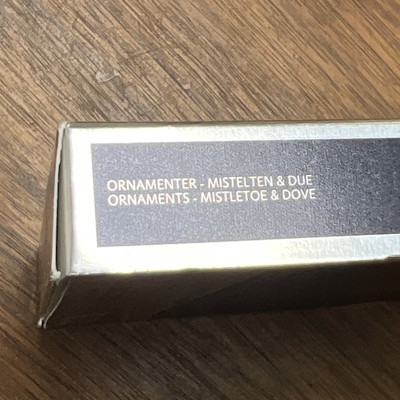 ORNAMENTER - MISTELTEN & DUE
ORNAMENTS - MISTLETOE & DOVE